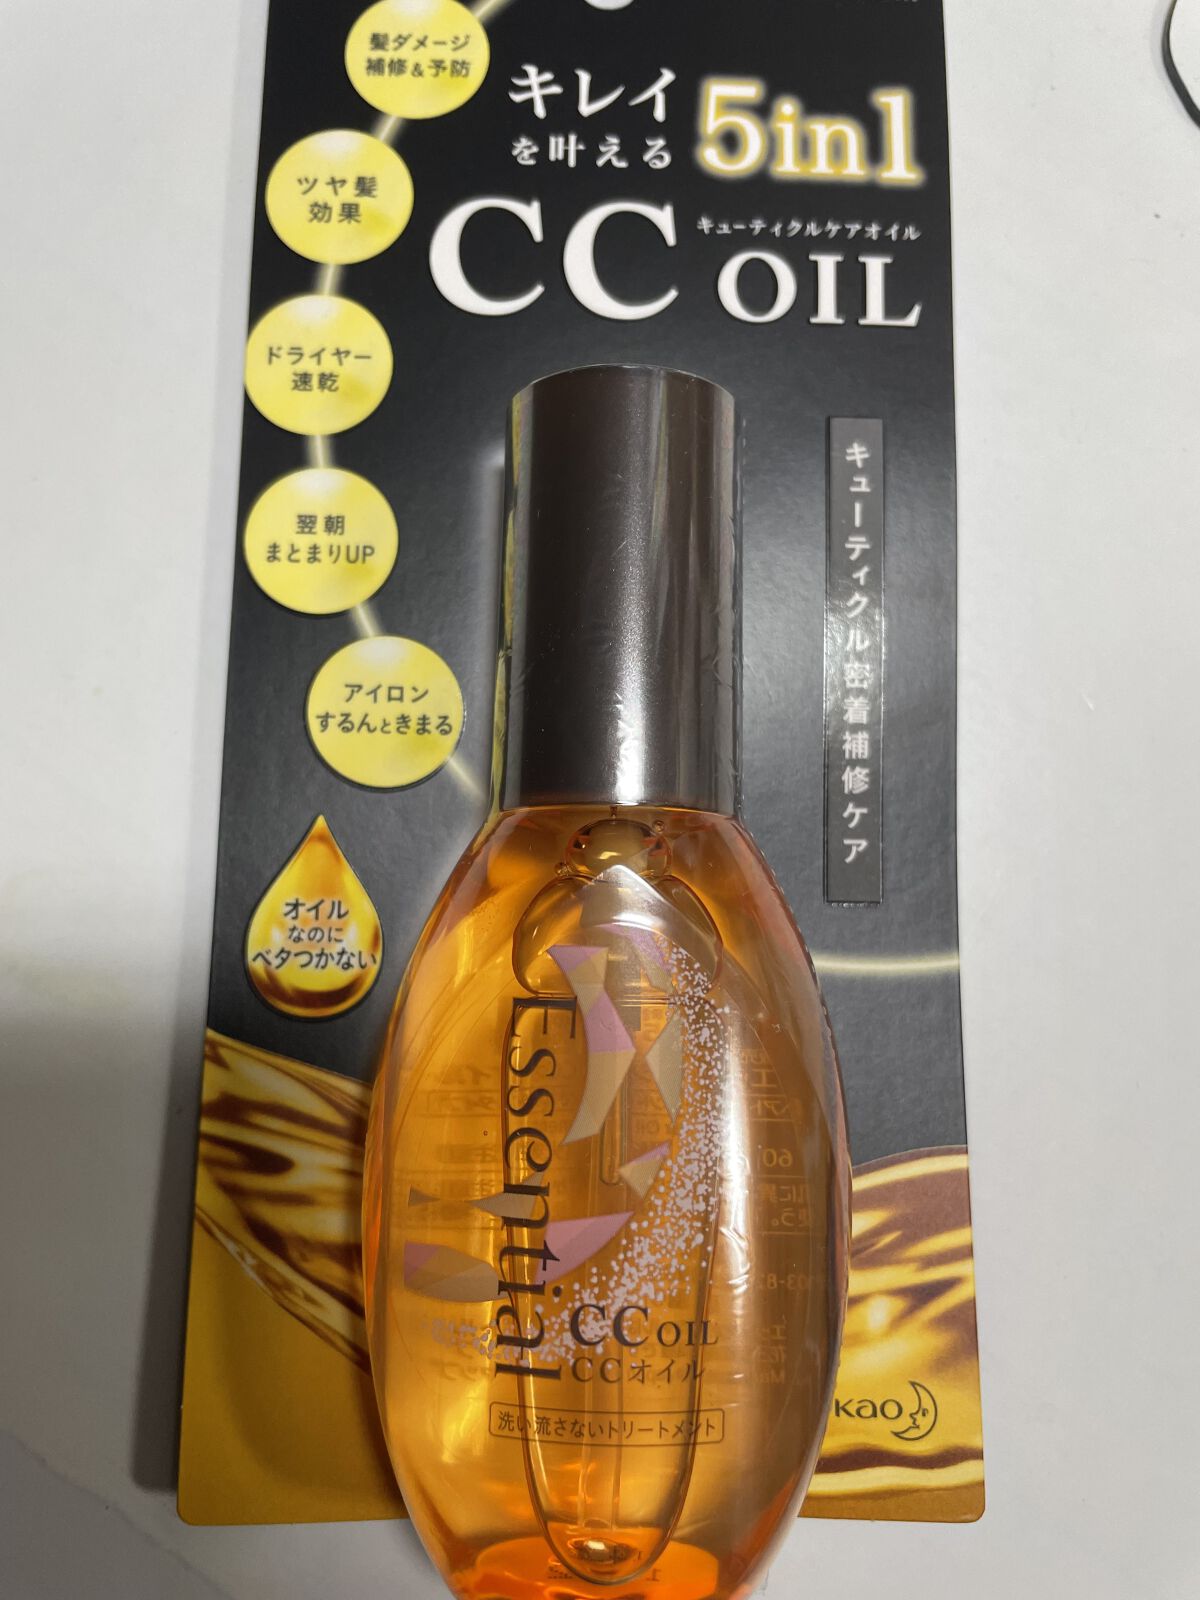 髪ダメージ
補修&予防
キレイ
を叶える
5in1
ツヤ髪
効果
キューティクルケアオイル
CC OIL
ドライヤー
速乾
翌朝
まとまりUP
アイロン
するんときまる
キューティクル密着補修ケア
オイル
なのに
ベタつかない
Essential
CC OIL
CCオイル
洗い流さないトリートメント
Kao